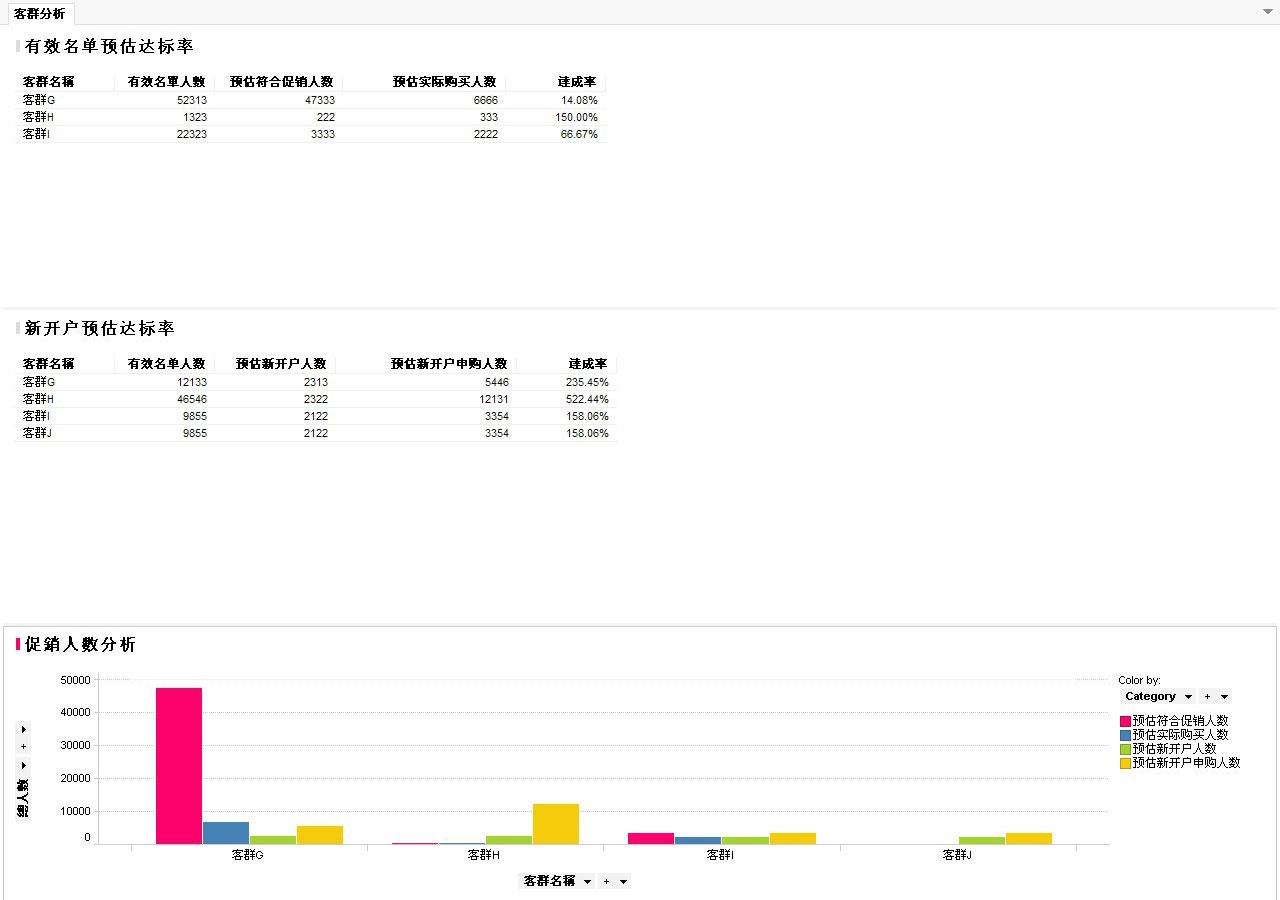 客群分析
有效名单预估达标率
客群名稱 有效名單人數 预估符合促销人数 预估实际购买人数 達成率
客群G 52313 47333 6666 14.08%
客群H 1323 222 333 150.00%
客群I 22323 3333 2222 66.67%
新开户预估达标率
客群名稱 有效名单人数 预估新开户人数 预估新开户申购人数 達成率
客群G 12133 2313 5446 235.45%
客群H 46546 2322 12131 522.44%
客群I 9855 2122 3354 158.06%
客群J 9855 2122 3354 158.06%
促銷人數分析
總人數
50000
40000
30000
20000
10000
0
客群G 客群H 客群I 客群J
客群名稱 +
Color by:
Category +
预估符合促销人数
预估实际购买人数
预估新开户人数
预估新开户申购人数